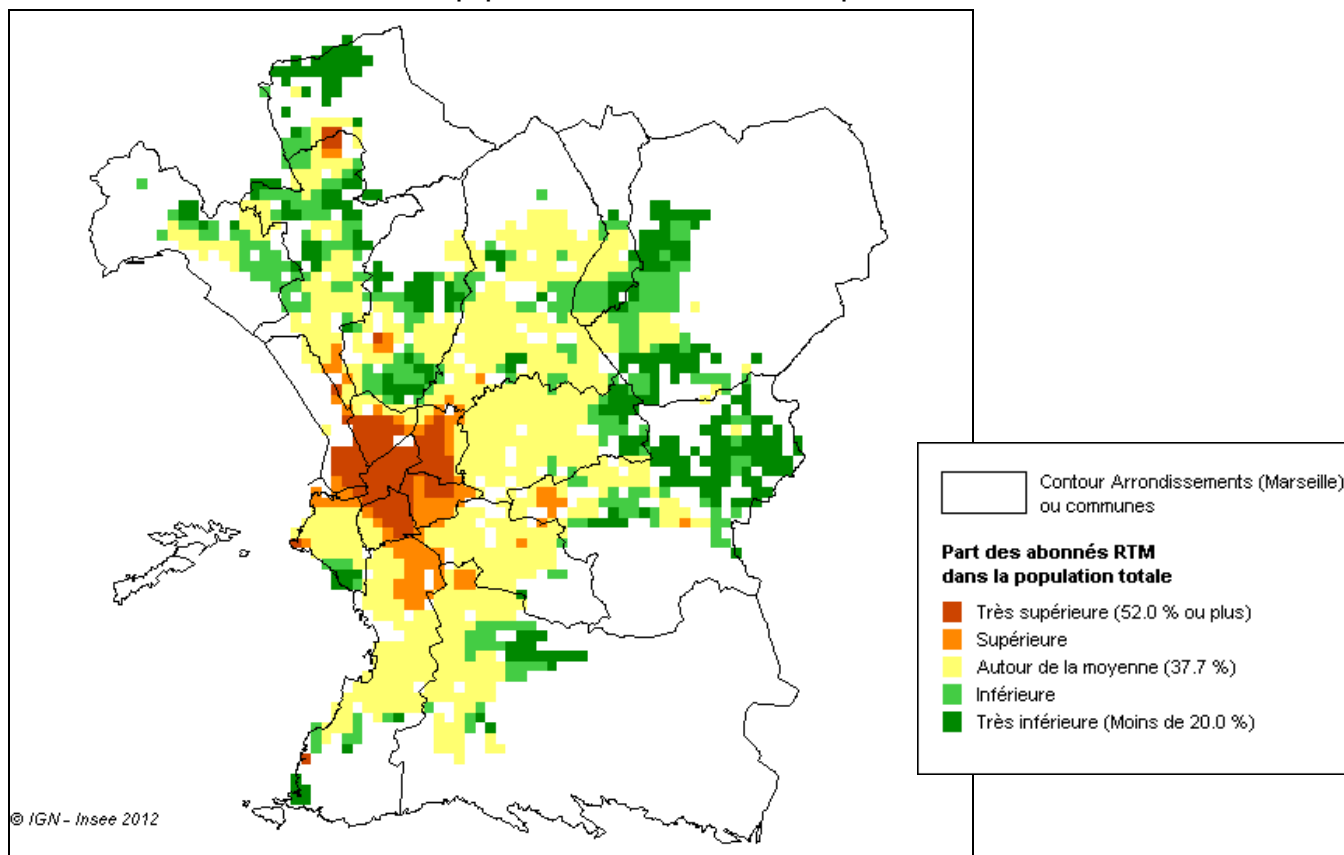 © IGN - Insee 2012
Contour Arrondissements (Marseille)
ou communes
Part des abonnés RTM
dans la population totale
Très supérieure (52.0 % ou plus)
Supérieure
Autour de la moyenne (37.7 %)
Inférieure
Très inférieure (Moins de 20.0 %)